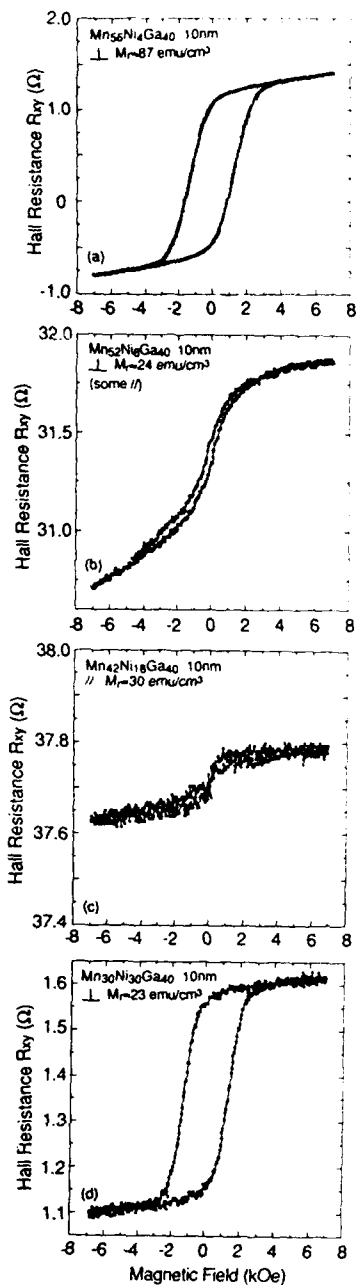 Mn₅₆Ni₄Ga₄₀ 10nm
⊥ Mᵣ=87 emu/cm³
Hall Resistance Rxy (Ω)
2.0
1.0
0
-1.0
(a)
-8 -6 -4 -2 0 2 4 6 8
Mn₅₂Ni₈Ga₄₀ 10nm
⊥ Mᵣ=24 emu/cm³
(some //)
Hall Resistance Rxy (Ω)
32.0
31.5
31.0
(b)
-8 -6 -4 -2 0 2 4 6 8
Mn₄₂Ni₁₈Ga₄₀ 10nm
// Mᵣ=30 emu/cm³
Hall Resistance Rxy (Ω)
38.0
37.8
37.6
37.4
(c)
-8 -6 -4 -2 0 2 4 6 8
Mn₃₀Ni₃₀Ga₄₀ 10nm
⊥ Mᵣ=23 emu/cm³
Hall Resistance Rxy (Ω)
1.6
1.5
1.4
1.3
1.2
1.1
(d)
-8 -6 -4 -2 0 2 4 6 8
Magnetic Field (kOe)